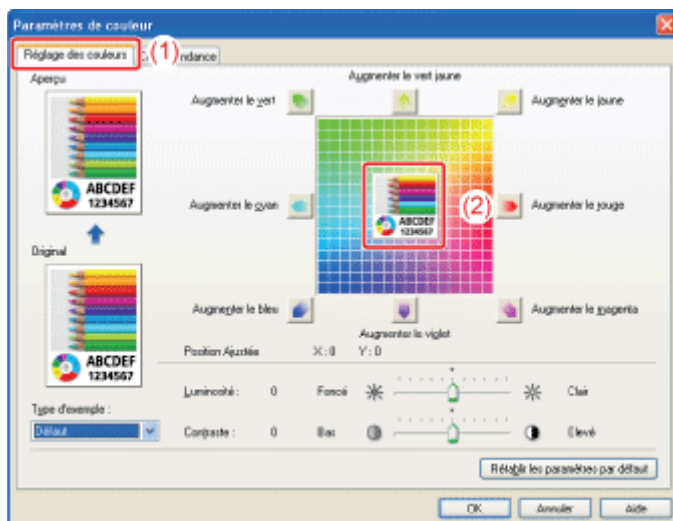 Paramètres de couleur
Réglage des couleurs
(1)
ndance
Aperçu
ABCDEF
1234567
Original
ABCDEF
1234567
Type d'exemple :
Défaut
Augmenter le vert jaune
Augmenter le vert
Augmenter le jaune
Augmenter le cyan
ABCDEF
1234567
(2)
Augmenter le rouge
Augmenter le bleu
Augmenter le magenta
Augmenter le violet
Position Ajustée X : 0 Y : 0
Luminosité : 0 Foncé Clair
Contraste : 0 Bas Elevé
Rétablir les paramètres par défaut
OK Annuler Aide